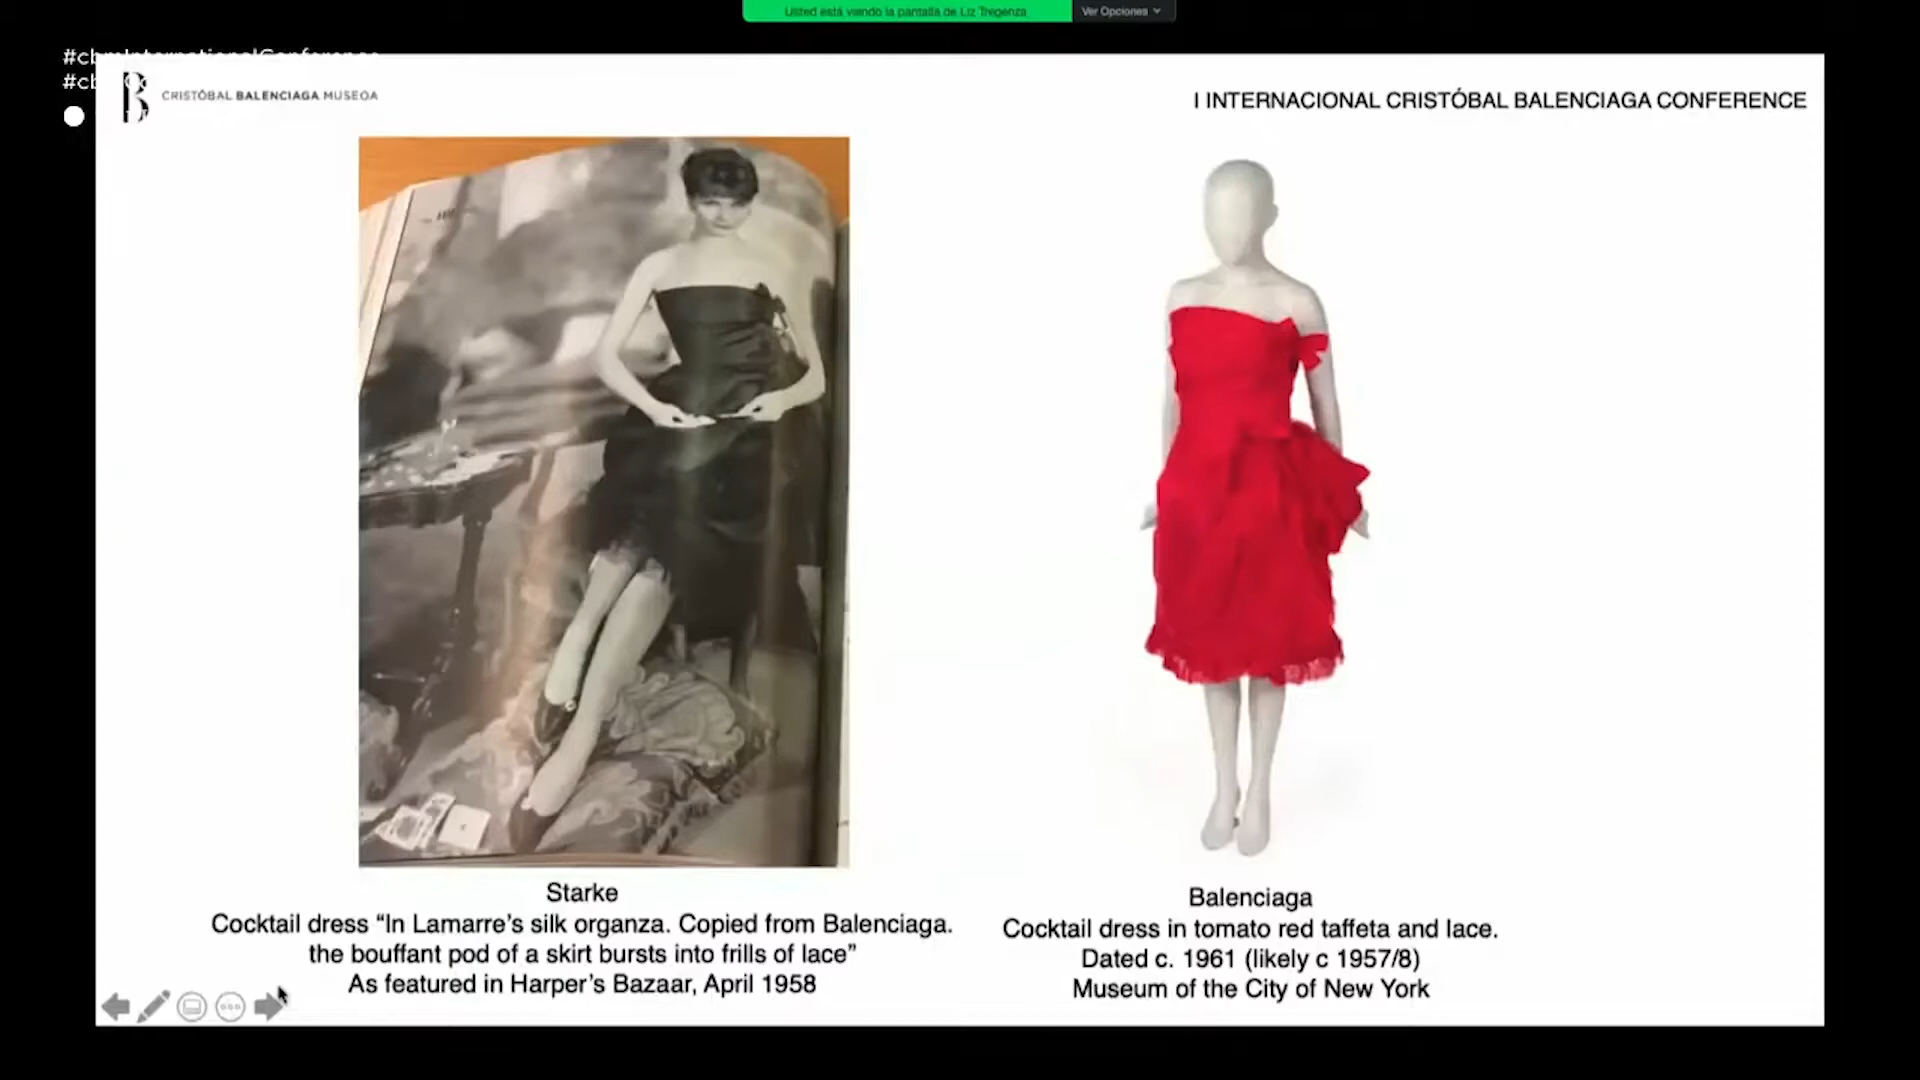 Usted está viendo la pantalla de Liz Tregenza
Ver Opciones
#cbmInternationalConference
CRISTÓBAL BALENCIAGA MUSEOA
I INTERNACIONAL CRISTÓBAL BALENCIAGA CONFERENCE
Starke
Cocktail dress “In Lamarre’s silk organza. Copied from Balenciaga.
the bouffant pod of a skirt bursts into frills of lace”
As featured in Harper’s Bazaar, April 1958
Balenciaga
Cocktail dress in tomato red taffeta and lace.
Dated c. 1961 (likely c 1957/8)
Museum of the City of New York